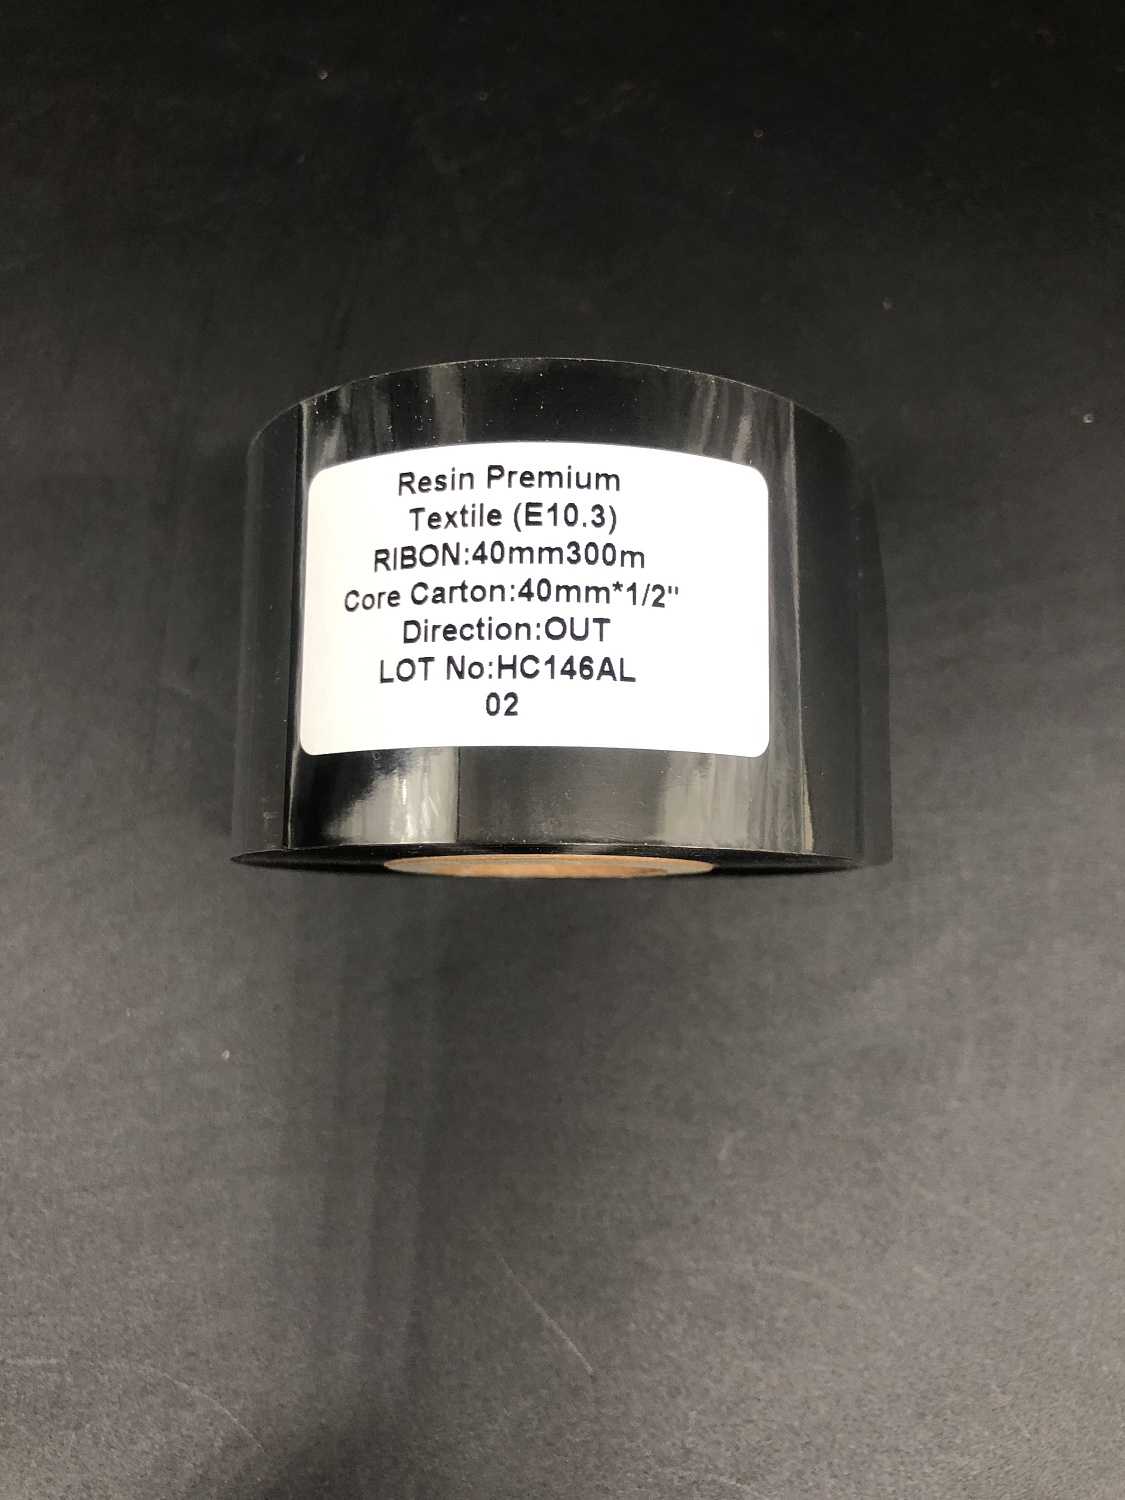 Resin Premium
Textile (E10.3)
RIBON:40mm300m
Core Carton:40mm*1/2"
Direction:OUT
LOT No:HC146AL
02